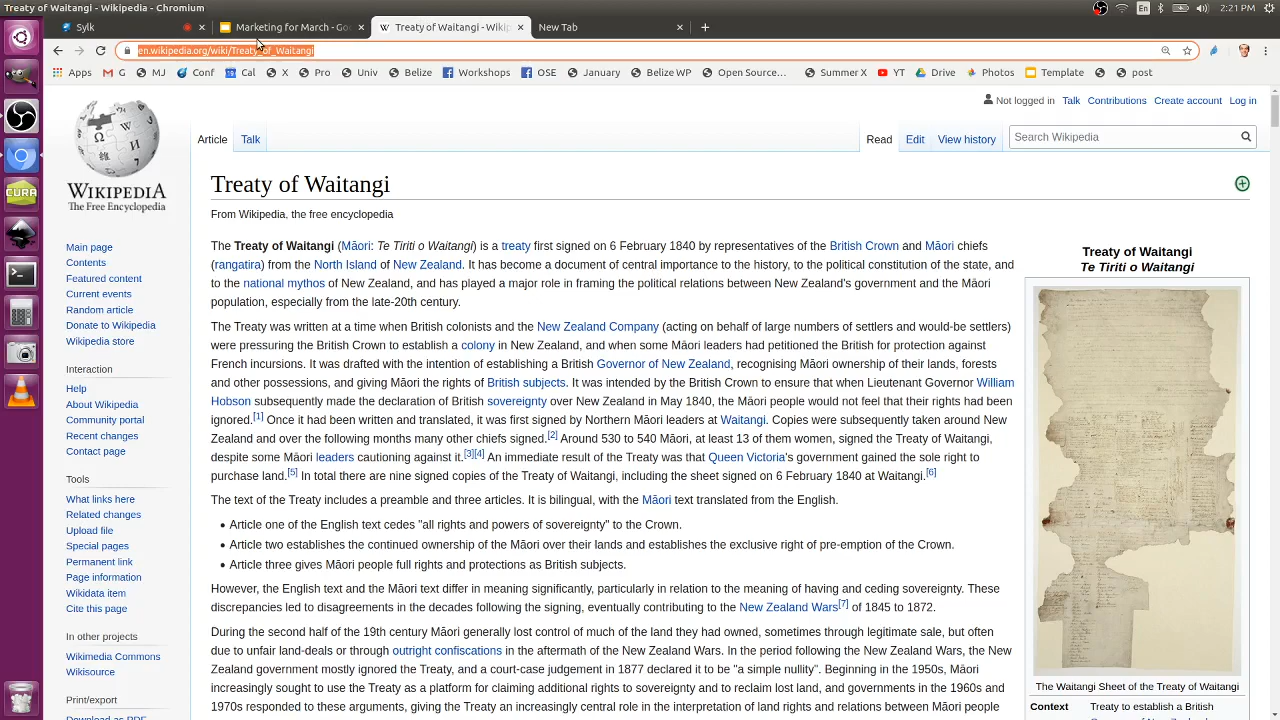 Treaty of Waitangi - Wikipedia - Chromium
En
2:21 PM
Sylk
Marketing for March - Go
Treaty of Waitangi - Wikip
New Tab
en.wikipedia.org/wiki/Treaty_of_Waitangi
Apps
G
MJ
Conf
Cal
X
Pro
Univ
Belize
Workshops
OSE
January
Belize WP
Open Source…
Summer X
YT
Drive
Photos
Template
post
CURA
WIKIPEDIA
The Free Encyclopedia
Not logged in
Talk
Contributions
Create account
Log in
Article
Talk
Read
Edit
View history
Search Wikipedia
Main page
Contents
Featured content
Current events
Random article
Donate to Wikipedia
Wikipedia store
Interaction
Help
About Wikipedia
Community portal
Recent changes
Contact page
Tools
What links here
Related changes
Upload file
Special pages
Permanent link
Page information
Wikidata item
Cite this page
In other projects
Wikimedia Commons
Wikisource
Print/export
Download as PDF
Treaty of Waitangi
From Wikipedia, the free encyclopedia
The Treaty of Waitangi (Māori: Te Tiriti o Waitangi) is a treaty first signed on 6 February 1840 by representatives of the British Crown and Māori chiefs
(rangatira) from the North Island of New Zealand. It has become a document of central importance to the history, to the political constitution of the state, and
to the national mythos of New Zealand, and has played a major role in framing the political relations between New Zealand's government and the Māori
population, especially from the late-20th century.
The Treaty was written at a time when British colonists and the New Zealand Company (acting on behalf of large numbers of settlers and would-be settlers)
were pressuring the British Crown to establish a colony in New Zealand, and when some Māori leaders had petitioned the British for protection against
French incursions. It was drafted with the intention of establishing a British Governor of New Zealand, recognising Māori ownership of their lands, forests
and other possessions, and giving Māori the rights of British subjects. It was intended by the British Crown to ensure that when Lieutenant Governor William
Hobson subsequently made the declaration of British sovereignty over New Zealand in May 1840, the Māori people would not feel that their rights had been
ignored.[1] Once it had been written and translated, it was first signed by Northern Māori leaders at Waitangi. Copies were subsequently taken around New
Zealand and over the following months many other chiefs signed.[2] Around 530 to 540 Māori, at least 13 of them women, signed the Treaty of Waitangi,
despite some Māori leaders cautioning against it.[3][4] An immediate result of the Treaty was that Queen Victoria's government gained the sole right to
purchase land.[5] In total there are nine signed copies of the Treaty of Waitangi, including the sheet signed on 6 February 1840 at Waitangi.[6]
The text of the Treaty includes a preamble and three articles. It is bilingual, with the Māori text translated from the English.
• Article one of the English text cedes "all rights and powers of sovereignty" to the Crown.
• Article two establishes the continued ownership of the Māori over their lands and establishes the exclusive right of pre-emption of the Crown.
• Article three gives Māori people full rights and protections as British subjects.
However, the English text and the Māori text differ in meaning significantly, particularly in relation to the meaning of having and ceding sovereignty. These
discrepancies led to disagreements in the decades following the signing, eventually contributing to the New Zealand Wars[7] of 1845 to 1872.
During the second half of the 19th century Māori generally lost control of much of the land they had owned, sometimes through legitimate sale, but often
due to unfair land-deals or through outright confiscations in the aftermath of the New Zealand Wars. In the period following the New Zealand Wars, the New
Zealand government mostly ignored the Treaty, and a court-case judgement in 1877 declared it to be "a simple nullity". Beginning in the 1950s, Māori
increasingly sought to use the Treaty as a platform for claiming additional rights to sovereignty and to reclaim lost land, and governments in the 1960s and
1970s responded to these arguments, giving the Treaty an increasingly central role in the interpretation of land rights and relations between Māori people
Treaty of Waitangi
Te Tiriti o Waitangi
The Waitangi Sheet of the Treaty of Waitangi
Context
Treaty to establish a British